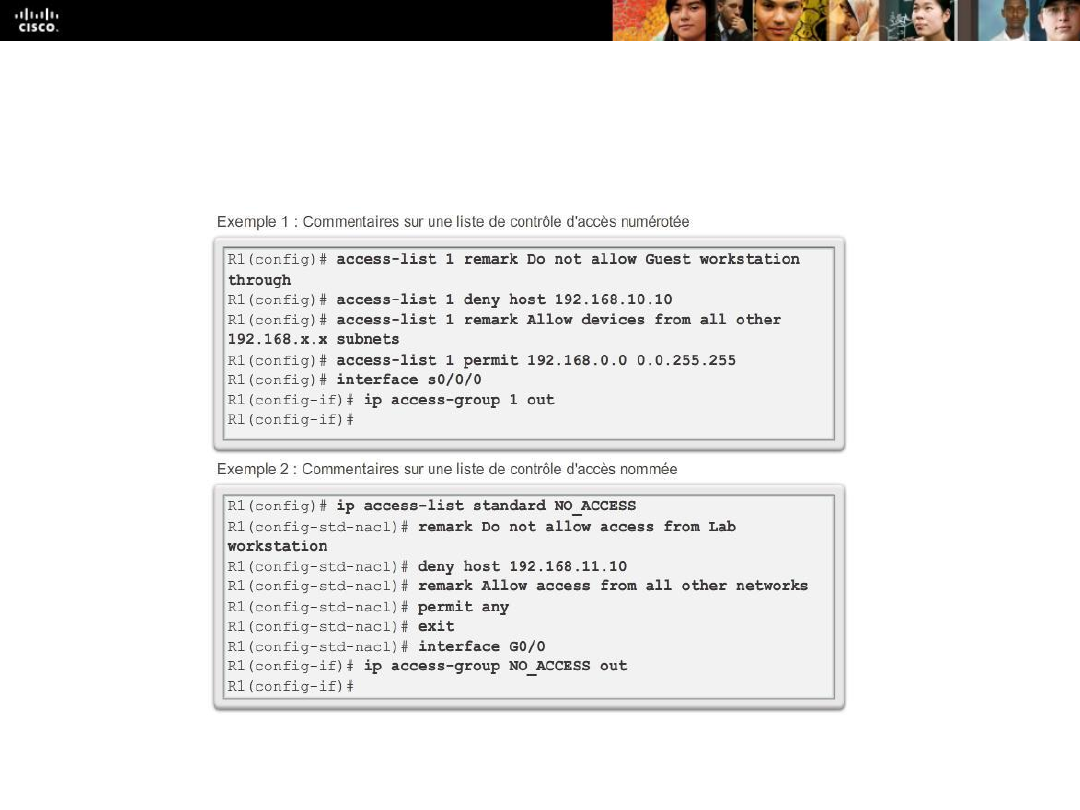 CISCO.
Exemple 1 : Commentaires sur une liste de contrôle d'accès numérotée
R1(config)# access-list 1 remark Do not allow Guest workstation
through
R1(config)# access-list 1 deny host 192.168.10.10
R1(config)# access-list 1 remark Allow devices from all other
192.168.x.x subnets
R1(config)# access-list 1 permit 192.168.0.0 0.0.255.255
R1(config)# interface s0/0/0
R1(config-if)# ip access-group 1 out
R1(config-if)#
Exemple 2 : Commentaires sur une liste de contrôle d'accès nommée
R1(config)# ip access-list standard NO_ACCESS
R1(config-std-nacl)# remark Do not allow access from Lab
workstation
R1(config-std-nacl)# deny host 192.168.11.10
R1(config-std-nacl)# remark Allow access from all other networks
R1(config-std-nacl)# permit any
R1(config-std-nacl)# exit
R1(config-std-nacl)# interface G0/0
R1(config-if)# ip access-group NO_ACCESS out
R1(config-if)#